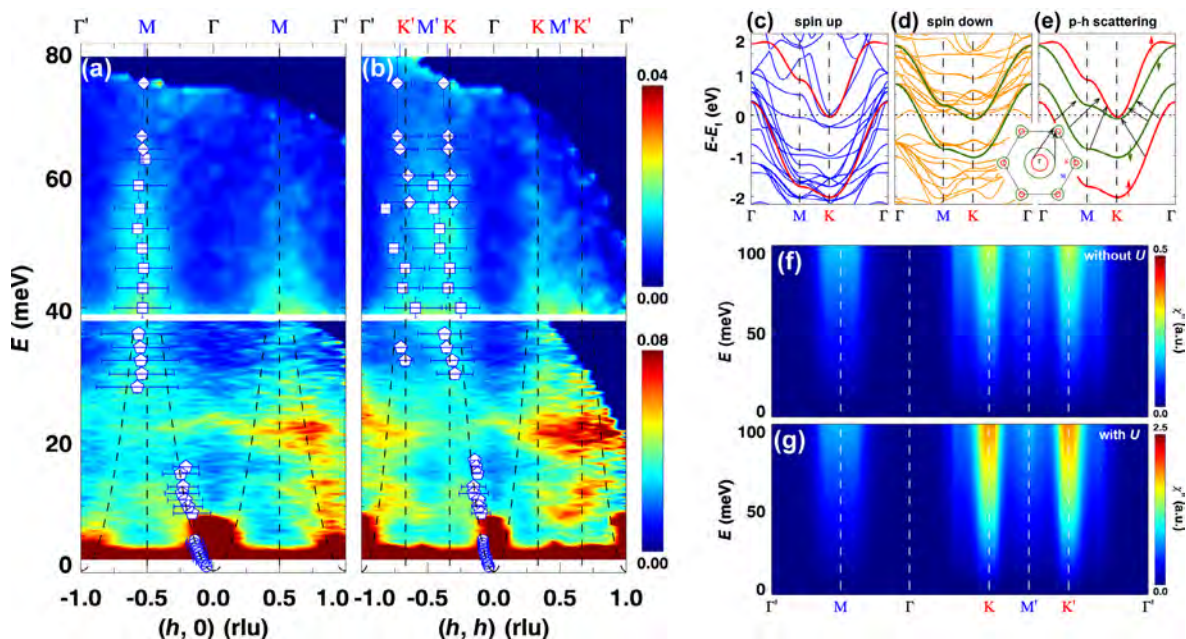 Γ' M Γ M Γ'
Γ' K' M' K Γ K M' K' Γ'
(a)
(b)
E (meV)
80
60
40
20
0
0.04
0.00
0.08
0.00
-1.0 -0.5 0.0 0.5 1.0
(h, 0) (rlu)
-1.0 -0.5 0.0 0.5 1.0
(h, h) (rlu)
(c) spin up
(d) spin down
(e) p-h scattering
E-Ef (eV)
2
1
0
-1
-2
Γ M K Γ
Γ M K Γ
Γ M K Γ
(f)
without U
E (meV)
100
50
0
0.5
χ" (a.u.)
0.0
(g)
with U
E (meV)
100
50
0
2.5
χ" (a.u.)
0.0
Γ' M Γ K M' K' Γ'